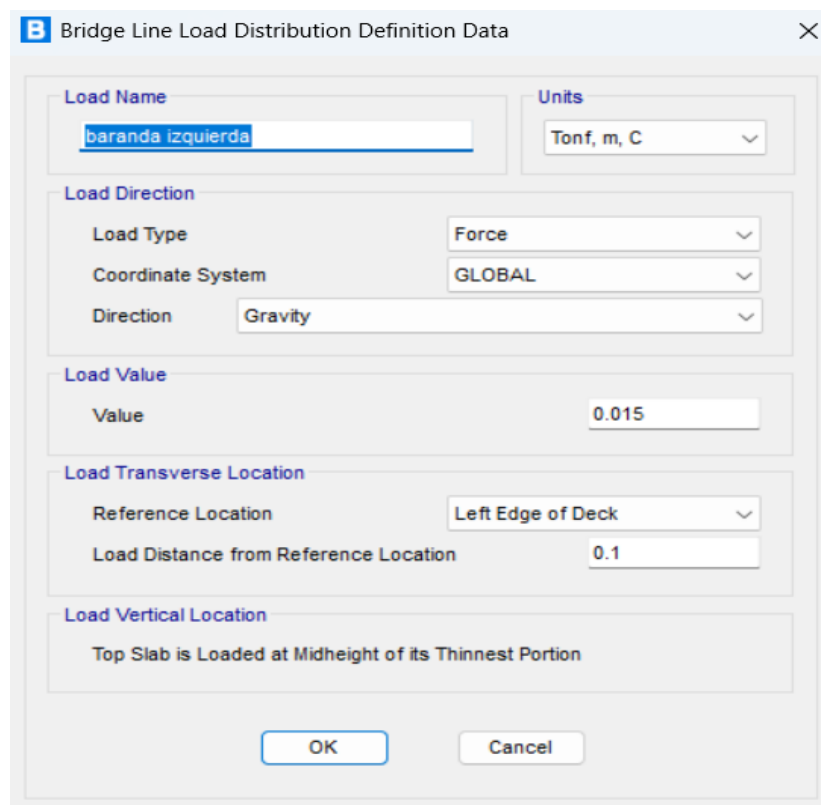 B Bridge Line Load Distribution Definition Data
Load Name
baranda izquierda
Units
Tonf, m, C
Load Direction
Load Type Force
Coordinate System GLOBAL
Direction Gravity
Load Value
Value 0.015
Load Transverse Location
Reference Location Left Edge of Deck
Load Distance from Reference Location 0.1
Load Vertical Location
Top Slab is Loaded at Midheight of its Thinnest Portion
OK Cancel